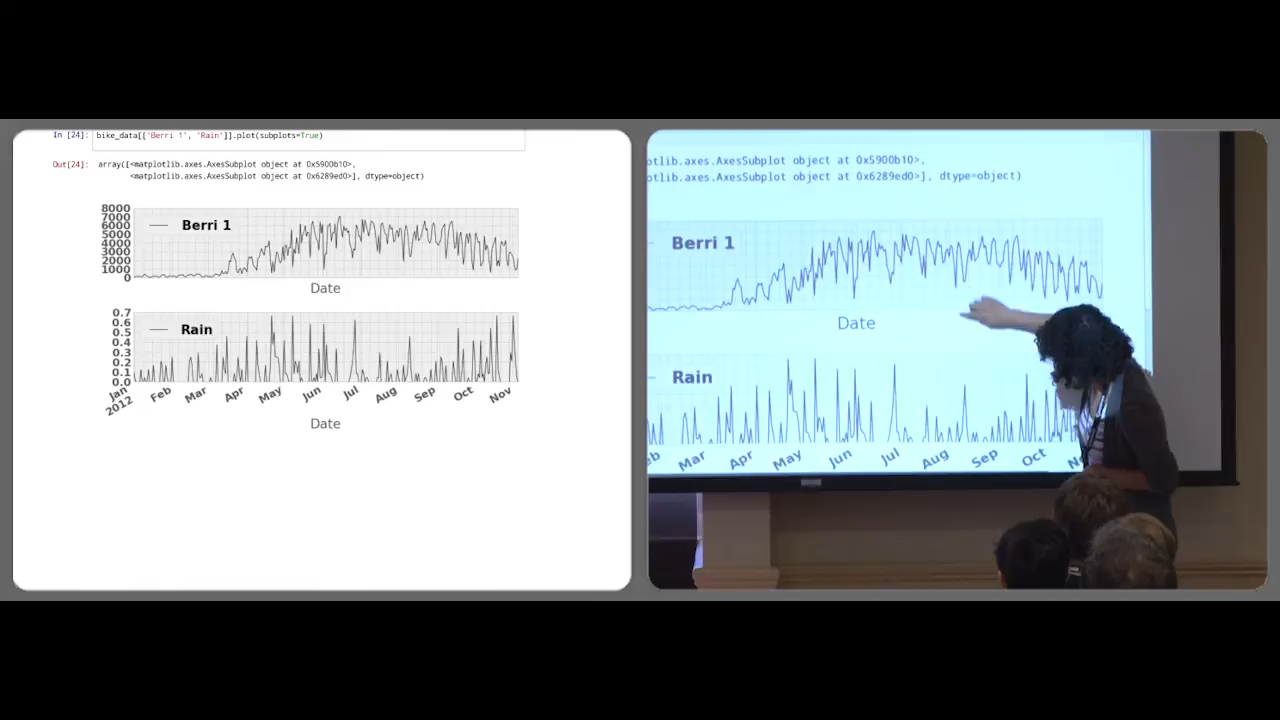 In [24]: bike_data[['Berri 1', 'Rain']].plot(subplots=True)
Out[24]: array([<matplotlib.axes.AxesSubplot object at 0x5900b10>,
<matplotlib.axes.AxesSubplot object at 0x6289ed0>], dtype=object)
8000
7000
6000
5000
4000
3000
2000
1000
0
Berri 1
Date
0.7
0.6
0.5
0.4
0.3
0.2
0.1
0.0
Rain
Jan Feb Mar Apr May Jun Jul Aug Sep Oct Nov
2012
Date
otlib.axes.AxesSubplot object at 0x5900b10>,
otlib.axes.AxesSubplot object at 0x6289ed0>], dtype=object)
Berri 1
Date
Rain
eb Mar Apr May Jun Jul Aug Sep Oct N